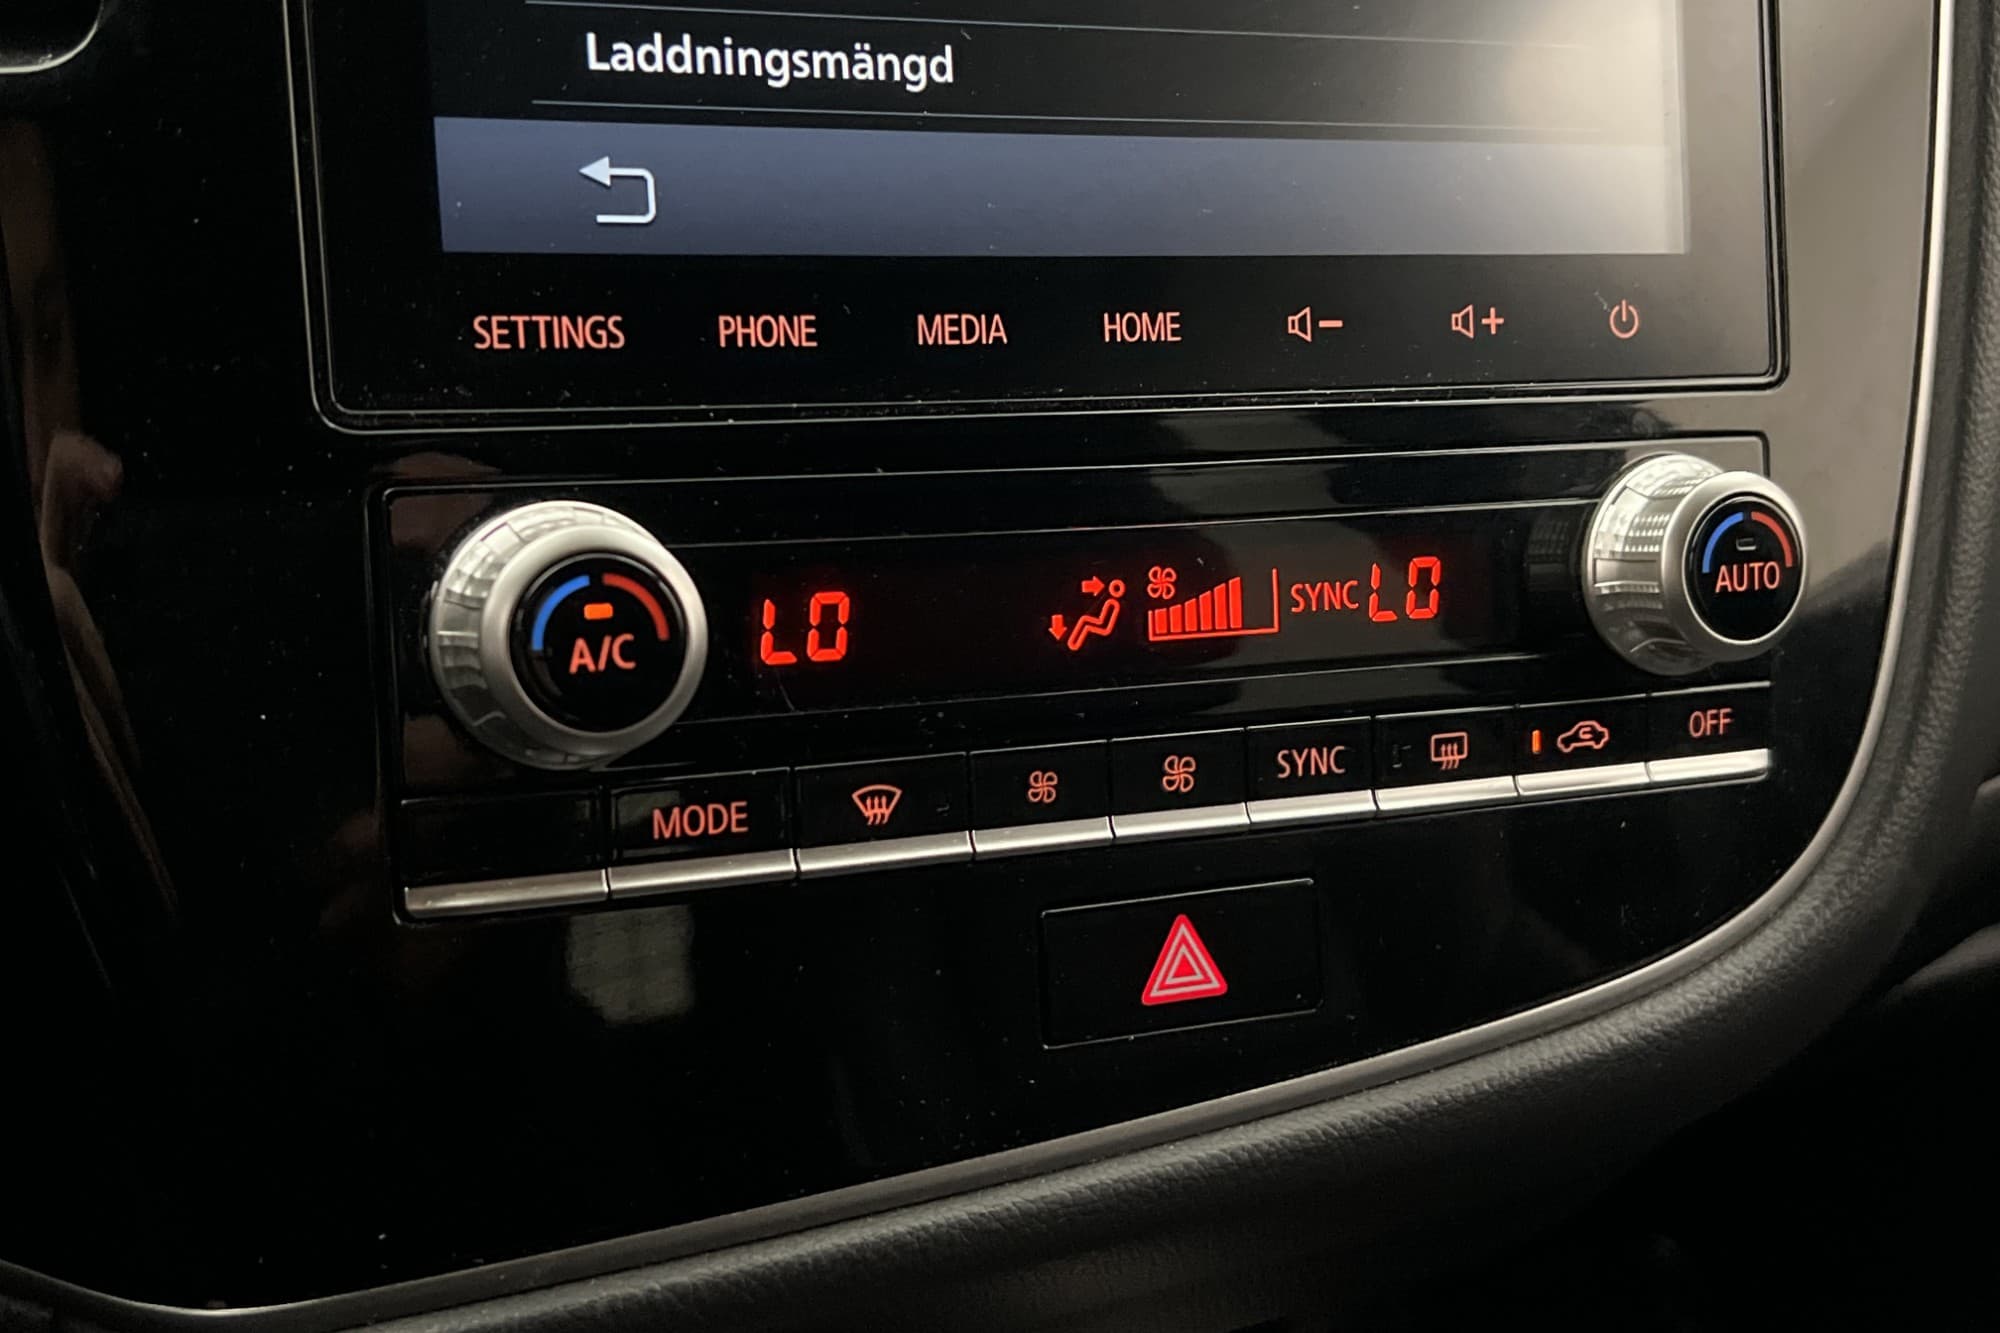 Laddningsmängd
SETTINGS PHONE MEDIA HOME
LO SYNC LO
A/C AUTO
MODE SYNC OFF